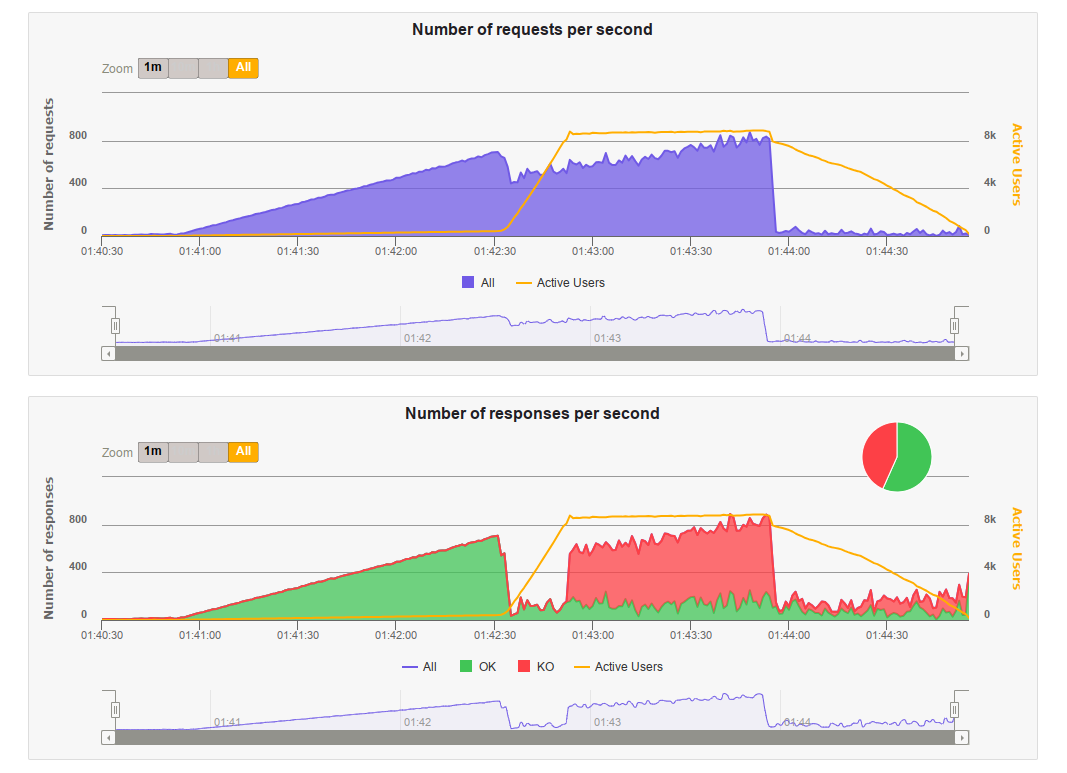 Number of requests per second
Zoom 1m All
Number of requests
800
400
0
8k
4k
0
Active Users
01:40:30 01:41:00 01:41:30 01:42:00 01:42:30 01:43:00 01:43:30 01:44:00 01:44:30
All Active Users
01:41 01:42 01:43 01:44
Number of responses per second
Zoom 1m All
Number of responses
800
400
0
8k
4k
0
Active Users
01:40:30 01:41:00 01:41:30 01:42:00 01:42:30 01:43:00 01:43:30 01:44:00 01:44:30
All OK KO Active Users
01:41 01:42 01:43 01:44